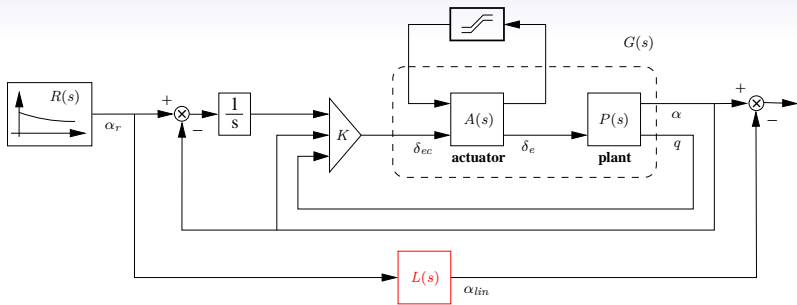 G(s)
R(s)
α_r
+
−
1
s
K
δ_ec
A(s)
actuator
δ_e
P(s)
plant
α
q
+
−
L(s)
α_lin